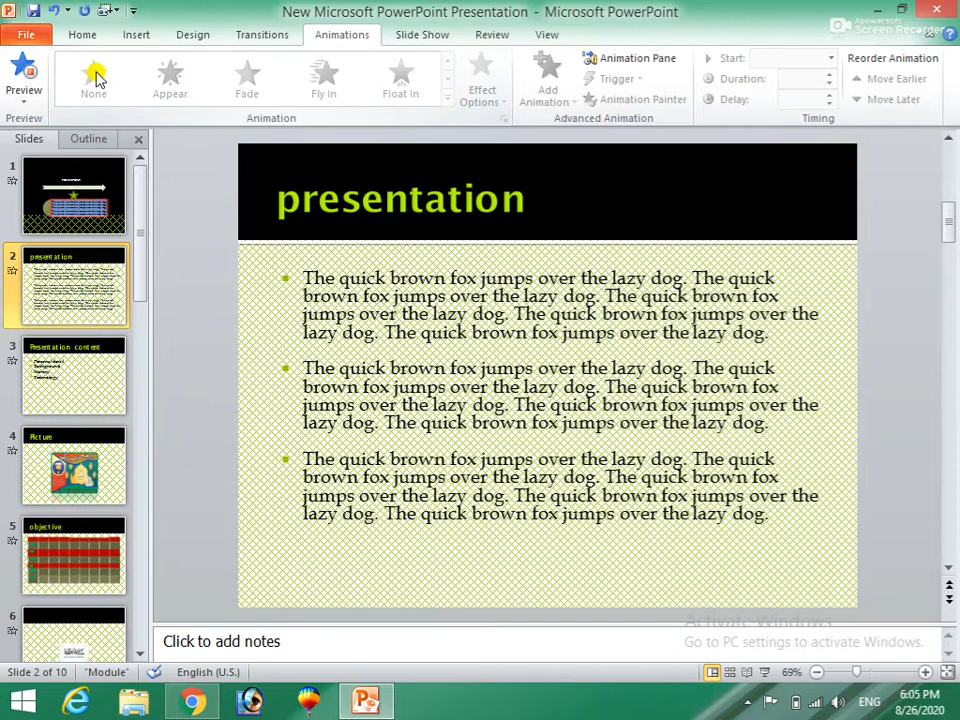 New Microsoft PowerPoint Presentation - Microsoft PowerPoint
Apowersoft
Screen Recorder
File Home Insert Design Transitions Animations Slide Show Review View
Preview
None
Appear
Fade
Fly In
Float In
Effect
Options
Add
Animation
Animation Pane
Trigger
Animation Painter
Start:
Duration:
Delay:
Reorder Animation
Move Earlier
Move Later
Preview Animation Advanced Animation Timing
Slides Outline
1
2
presentation
3
Presentation content
4
Picture
5
objective
6
presentation
The quick brown fox jumps over the lazy dog. The quick
brown fox jumps over the lazy dog. The quick brown fox
jumps over the lazy dog. The quick brown fox jumps over the
lazy dog. The quick brown fox jumps over the lazy dog.
The quick brown fox jumps over the lazy dog. The quick
brown fox jumps over the lazy dog. The quick brown fox
jumps over the lazy dog. The quick brown fox jumps over the
lazy dog. The quick brown fox jumps over the lazy dog.
The quick brown fox jumps over the lazy dog. The quick
brown fox jumps over the lazy dog. The quick brown fox
jumps over the lazy dog. The quick brown fox jumps over the
lazy dog. The quick brown fox jumps over the lazy dog.
Activate Windows
Go to PC settings to activate Windows.
Click to add notes
Slide 2 of 10 "Module" English (U.S.) 69%
ENG
6:05 PM
8/26/2020